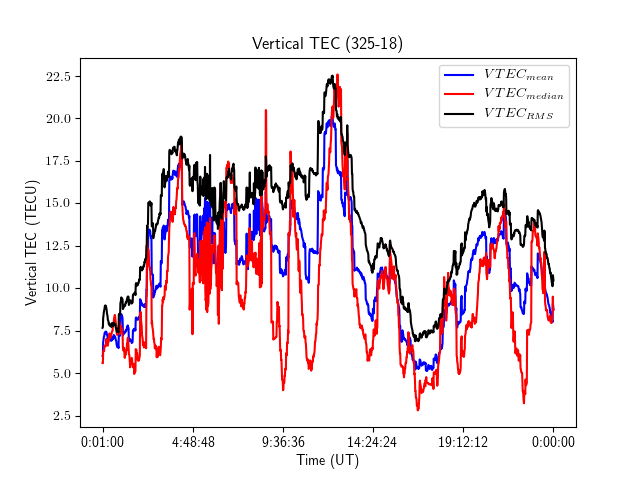 Vertical TEC (325-18)
VTEC_mean
VTEC_median
VTEC_RMS
Vertical TEC (TECU)
22.5
20.0
17.5
15.0
12.5
10.0
7.5
5.0
2.5
0:01:00 4:48:48 9:36:36 14:24:24 19:12:12 0:00:00
Time (UT)